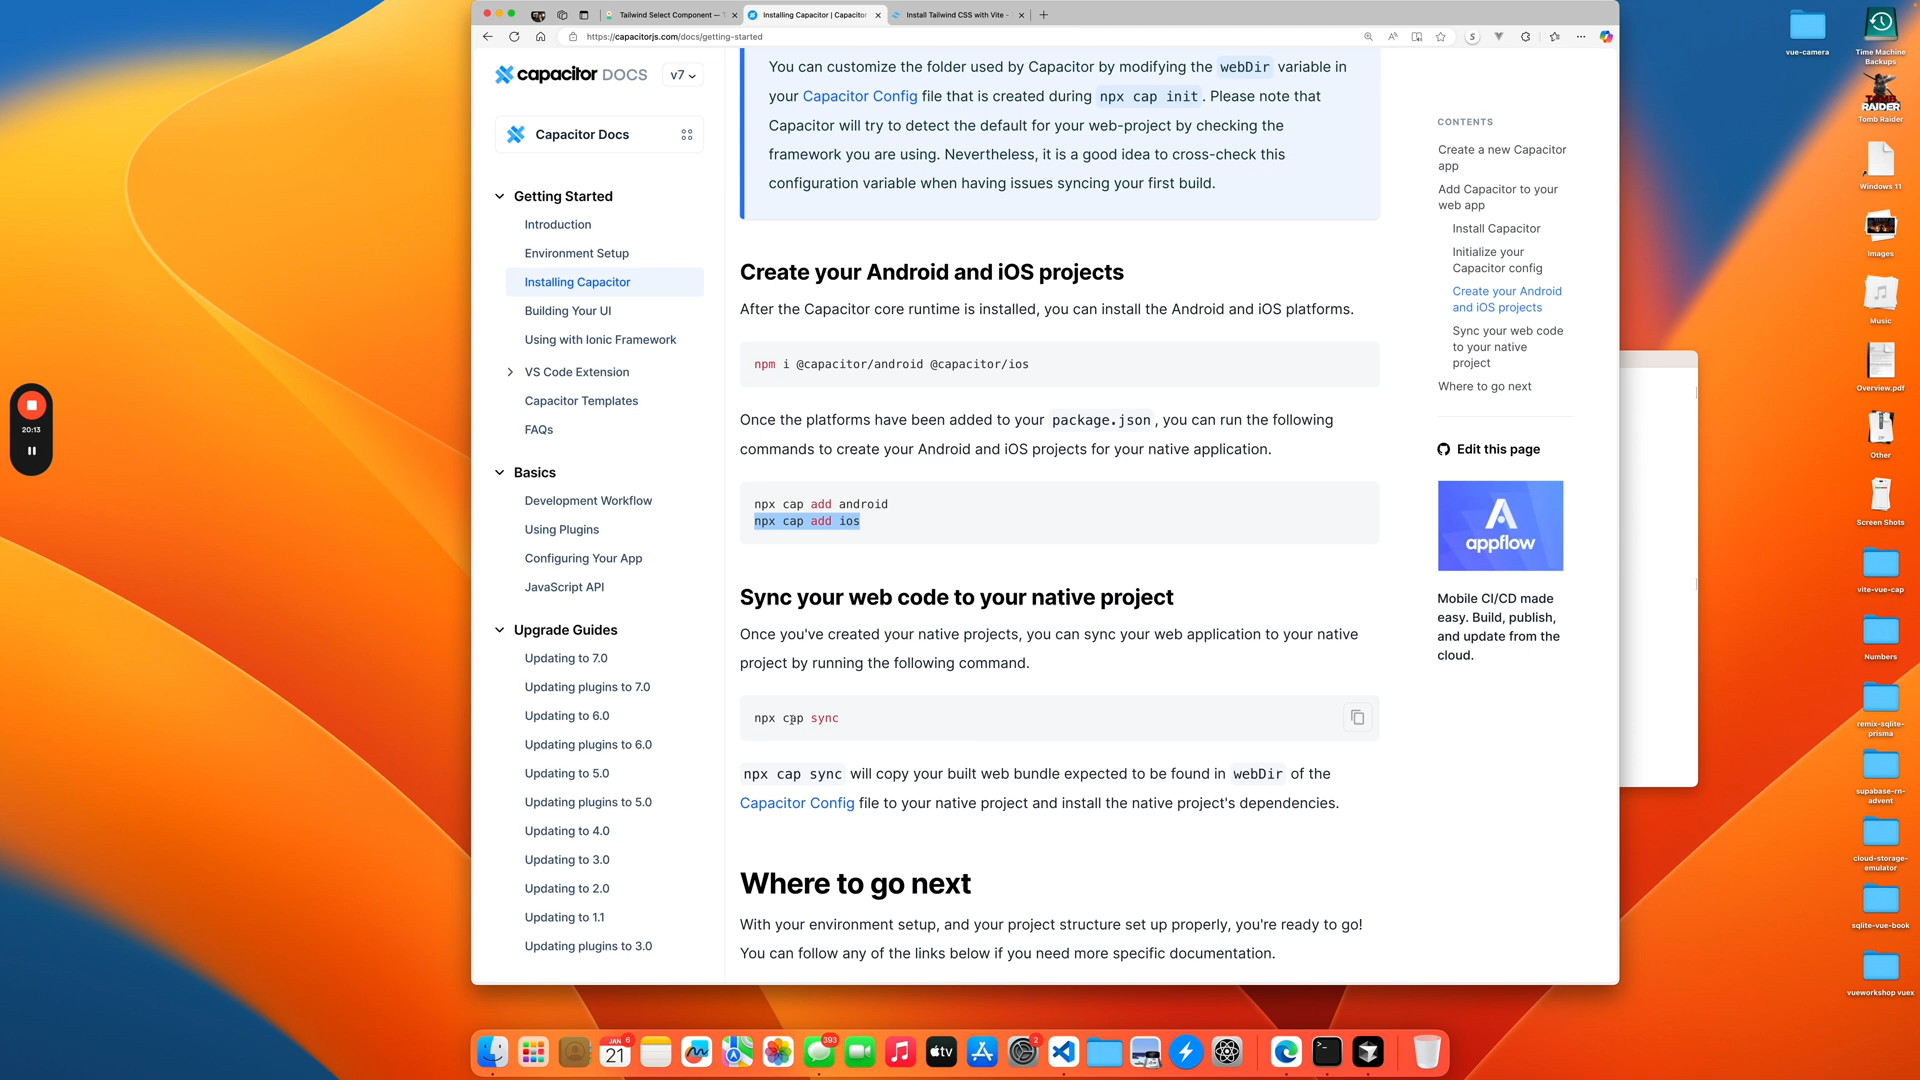 Tailwind Select Component —
Installing Capacitor | Capacitor
Install Tailwind CSS with Vite -
https://capacitorjs.com/docs/getting-started
capacitor DOCS
v7
Capacitor Docs
Getting Started
Introduction
Environment Setup
Installing Capacitor
Building Your UI
Using with Ionic Framework
VS Code Extension
Capacitor Templates
FAQs
Basics
Development Workflow
Using Plugins
Configuring Your App
JavaScript API
Upgrade Guides
Updating to 7.0
Updating plugins to 7.0
Updating to 6.0
Updating plugins to 6.0
Updating to 5.0
Updating plugins to 5.0
Updating to 4.0
Updating to 3.0
Updating to 2.0
Updating to 1.1
Updating plugins to 3.0
You can customize the folder used by Capacitor by modifying the webDir variable in
your Capacitor Config file that is created during npx cap init. Please note that
Capacitor will try to detect the default for your web-project by checking the
framework you are using. Nevertheless, it is a good idea to cross-check this
configuration variable when having issues syncing your first build.
Create your Android and iOS projects
After the Capacitor core runtime is installed, you can install the Android and iOS platforms.
npm i @capacitor/android @capacitor/ios
Once the platforms have been added to your package.json, you can run the following
commands to create your Android and iOS projects for your native application.
npx cap add android
npx cap add ios
Sync your web code to your native project
Once you've created your native projects, you can sync your web application to your native
project by running the following command.
npx cap sync
npx cap sync will copy your built web bundle expected to be found in webDir of the
Capacitor Config file to your native project and install the native project's dependencies.
Where to go next
With your environment setup, and your project structure set up properly, you're ready to go!
You can follow any of the links below if you need more specific documentation.
CONTENTS
Create a new Capacitor
app
Add Capacitor to your
web app
Install Capacitor
Initialize your
Capacitor config
Create your Android
and iOS projects
Sync your web code
to your native
project
Where to go next
Edit this page
appflow
Mobile CI/CD made
easy. Build, publish,
and update from the
cloud.
20:13
vue-camera
Time Machine
Backups
TOMB
RAIDER
Tomb Raider
Windows 11
Images
Music
Overview.pdf
ZIP
Other
Screen Shots
vite-vue-cap
Numbers
remix-sqlite-
prisma
supabase-rn-
advent
cloud-storage-
emulator
sqlite-vue-book
vueworkshop vuex
JAN
6
21
393
tv
2